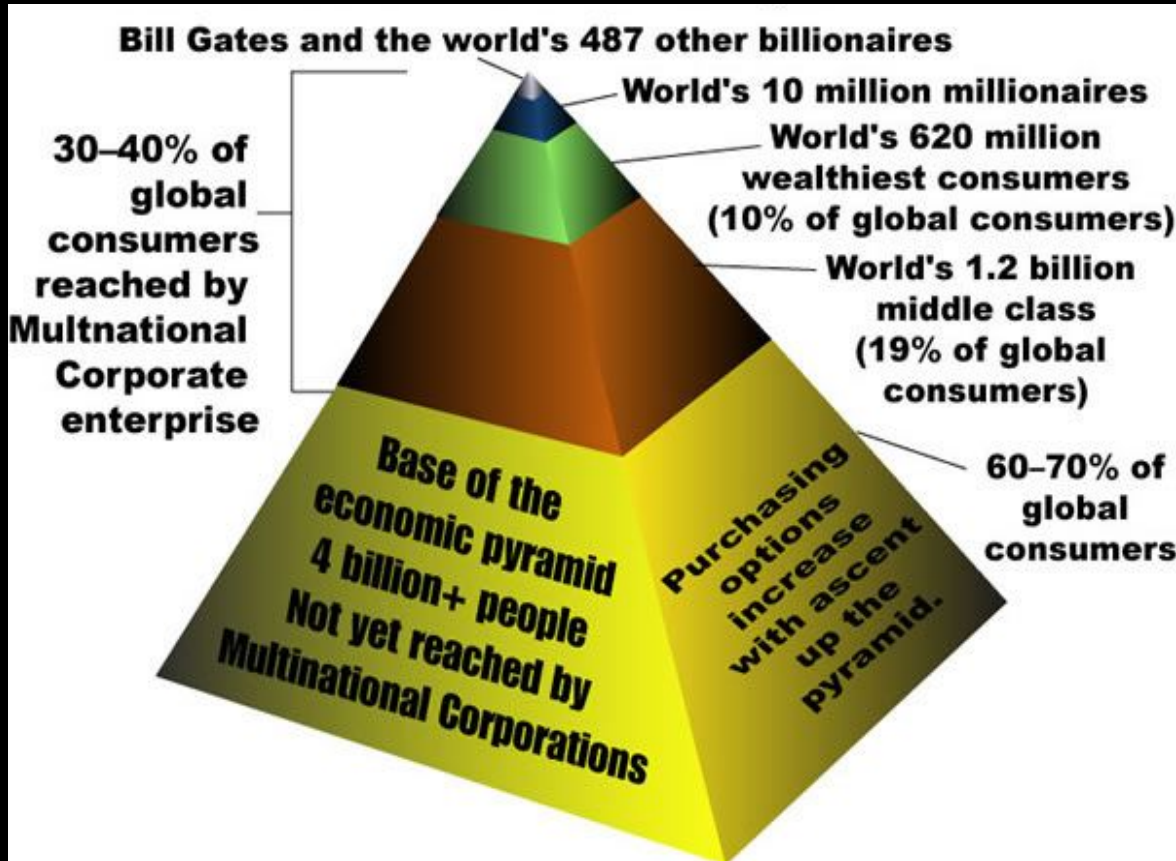 Bill Gates and the world's 487 other billionaires
World's 10 million millionaires
World's 620 million
wealthiest consumers
(10% of global consumers)
World's 1.2 billion
middle class
(19% of global
consumers)
60–70% of
global
consumers
30–40% of
global
consumers
reached by
Multnational
Corporate
enterprise
Base of the
economic pyramid
4 billion+ people
Not yet reached by
Multinational Corporations
Purchasing
options
increase
with ascent
up the
pyramid.